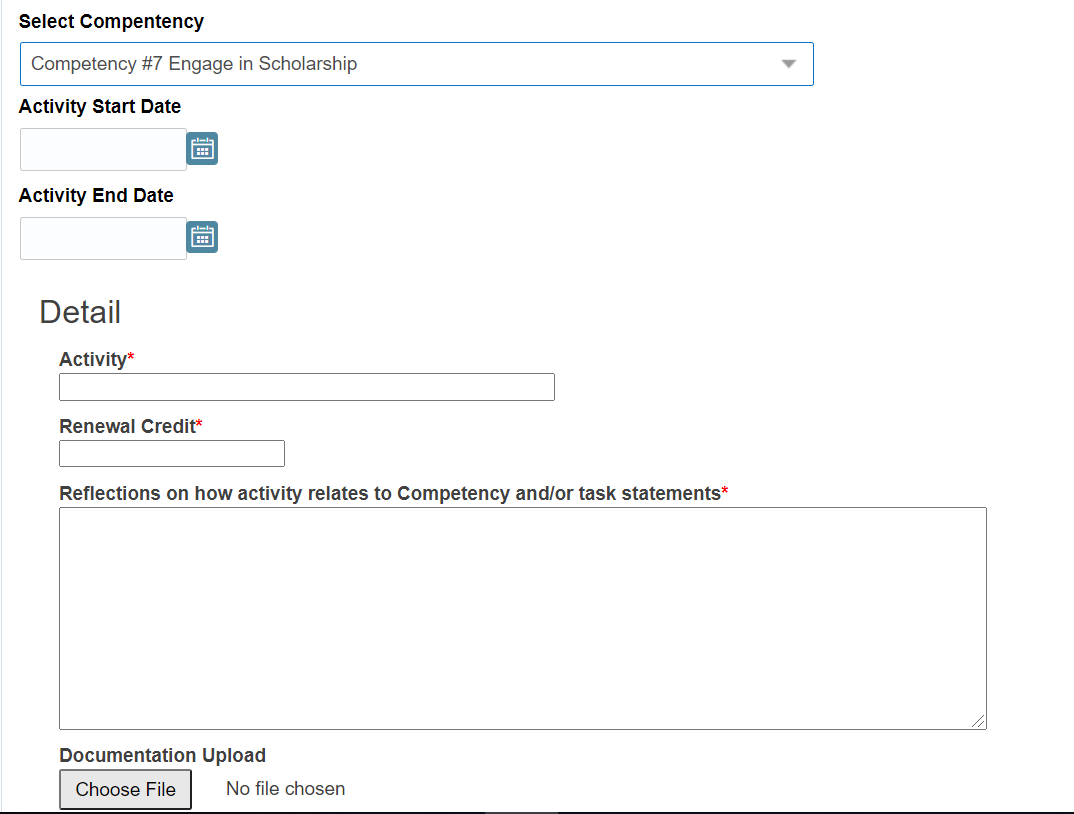 Select Compentency
Competency #7 Engage in Scholarship
Activity Start Date
Activity End Date
Detail
Activity*
Renewal Credit*
Reflections on how activity relates to Competency and/or task statements*
Documentation Upload
Choose File No file chosen